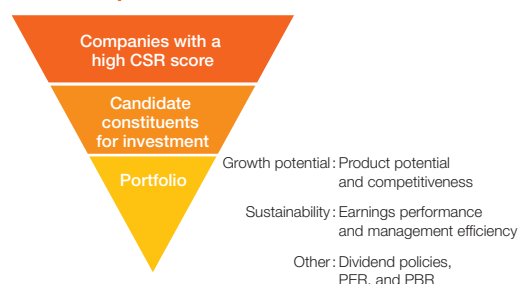 Companies with a
high CSR score
Candidate
constituents
for investment
Portfolio
Growth potential: Product potential
and competitiveness
Sustainability: Earnings performance
and management efficiency
Other: Dividend policies,
PER, and PBR